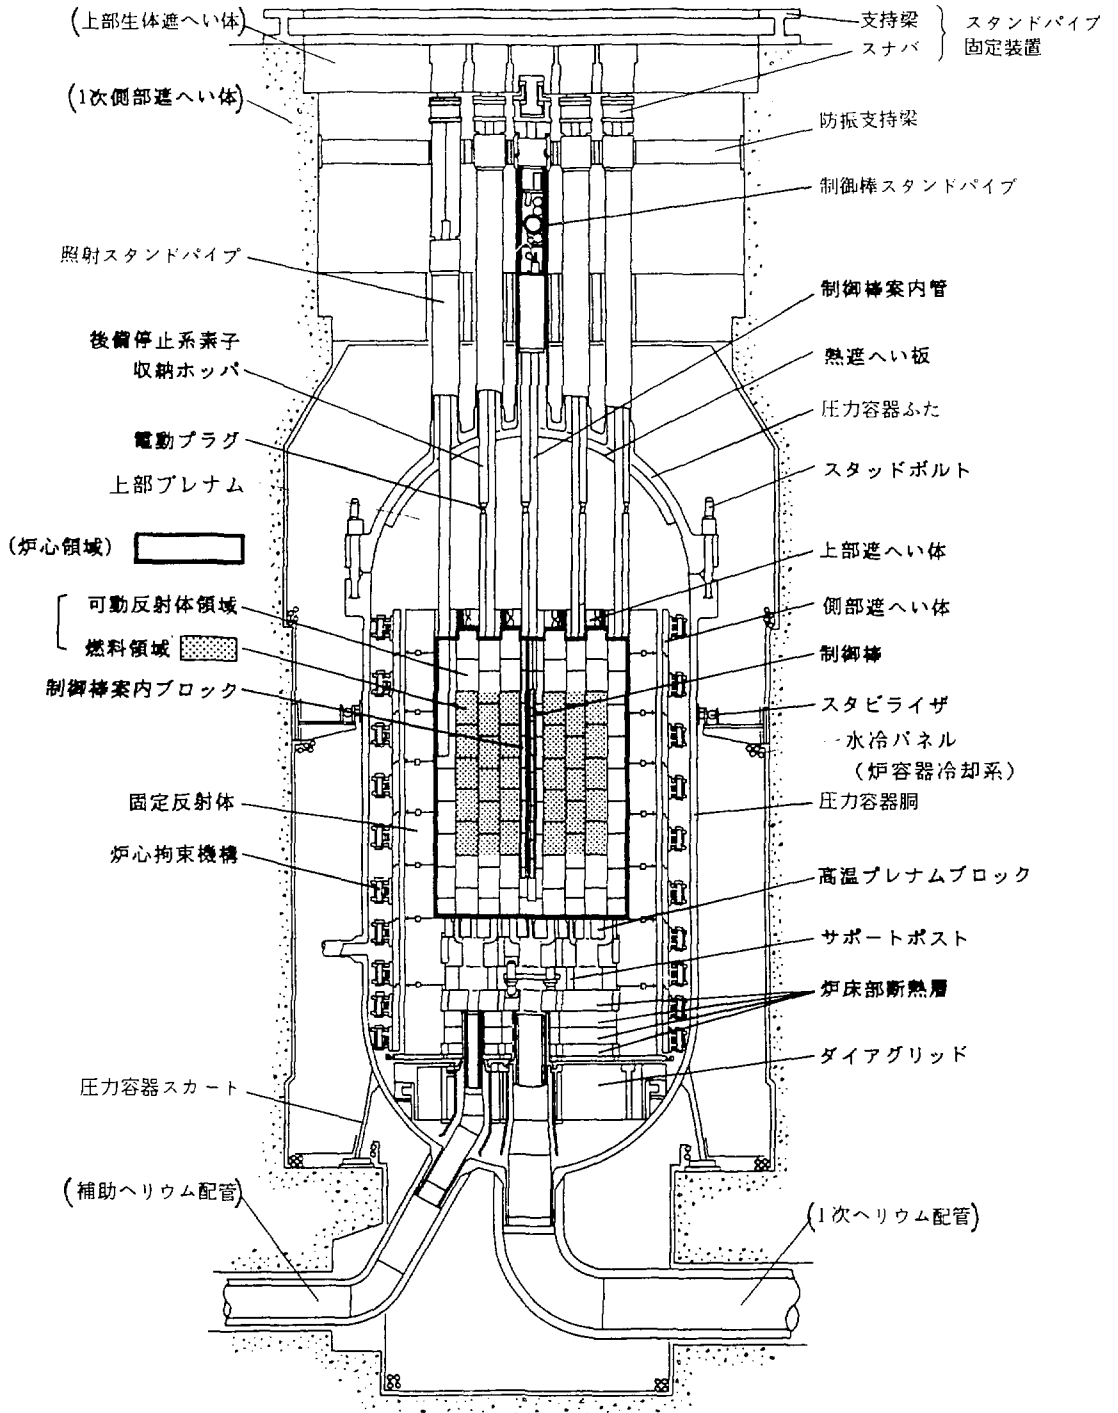 (上部生体遮へい体)
(1次側部遮へい体)
照射スタンドパイプ
後備停止系素子
収納ホッパ
電動プラグ
上部プレナム
(炉心領域)
可動反射体領域
燃料領域
制御棒案内ブロック
固定反射体
炉心拘束機構
圧力容器スカート
(補助ヘリウム配管)
支持梁
スナバ
スタンドパイプ
固定装置
防振支持梁
制御棒スタンドパイプ
制御棒案内管
熱遮へい板
圧力容器ふた
スタッドボルト
上部遮へい体
側部遮へい体
制御棒
スタビライザ
水冷パネル
(炉容器冷却系)
圧力容器胴
高温プレナムブロック
サポートポスト
炉床部断熱層
ダイアグリッド
(1次ヘリウム配管)